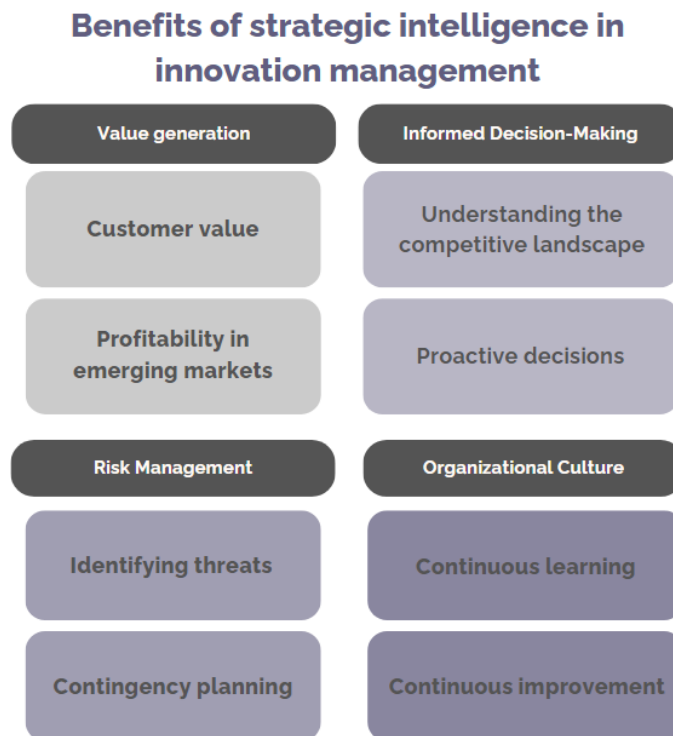 Benefits of strategic intelligence in
innovation management
Value generation
Customer value
Profitability in
emerging markets
Informed Decision-Making
Understanding the
competitive landscape
Proactive decisions
Risk Management
Identifying threats
Contingency planning
Organizational Culture
Continuous learning
Continuous improvement